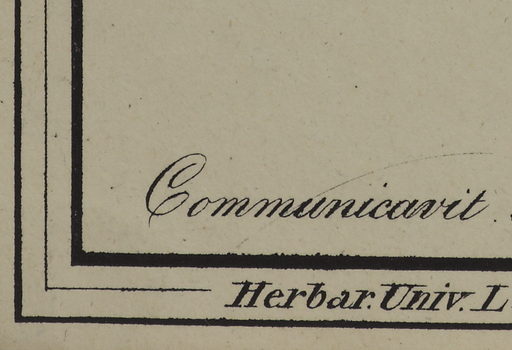 Communicavit
Herbar. Univ. L